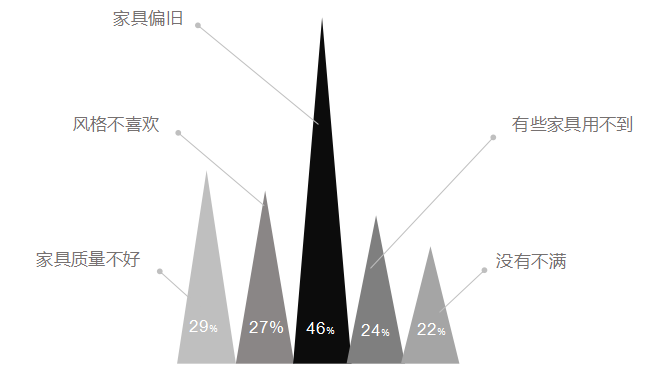 家具偏旧
风格不喜欢
有些家具用不到
家具质量不好
没有不满
29%
27%
46%
24%
22%